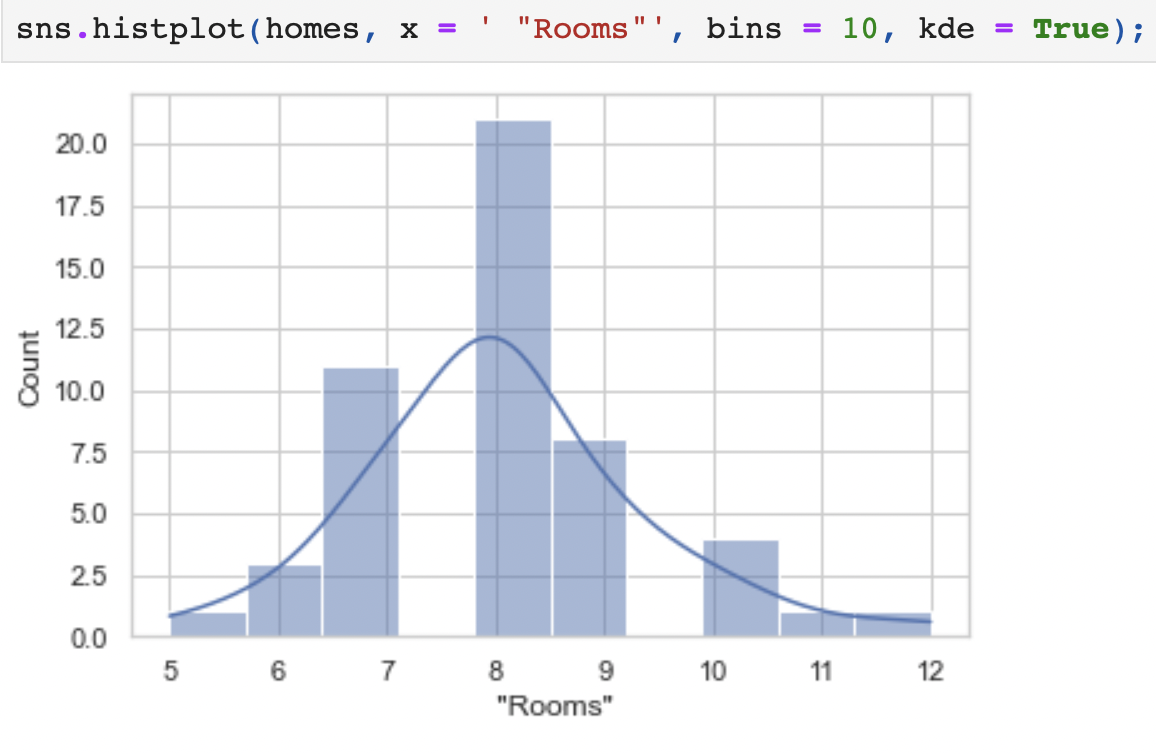 sns.histplot(homes, x = ' "Rooms"', bins = 10, kde = True);
20.0
17.5
15.0
12.5
10.0
7.5
5.0
2.5
0.0
Count
5 6 7 8 9 10 11 12
"Rooms"